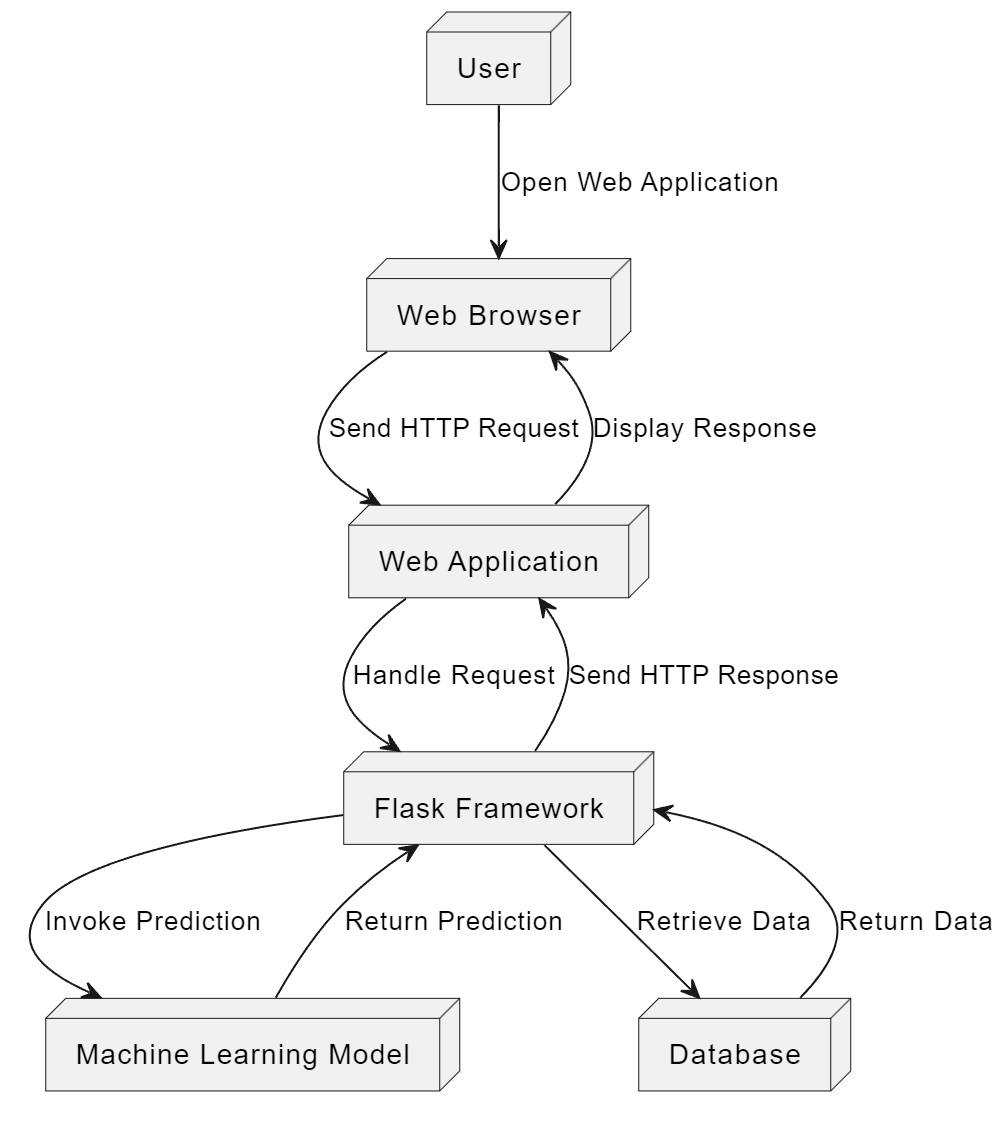 User
Open Web Application
Web Browser
Send HTTP Request
Display Response
Web Application
Handle Request
Send HTTP Response
Flask Framework
Invoke Prediction
Return Prediction
Retrieve Data
Return Data
Machine Learning Model
Database